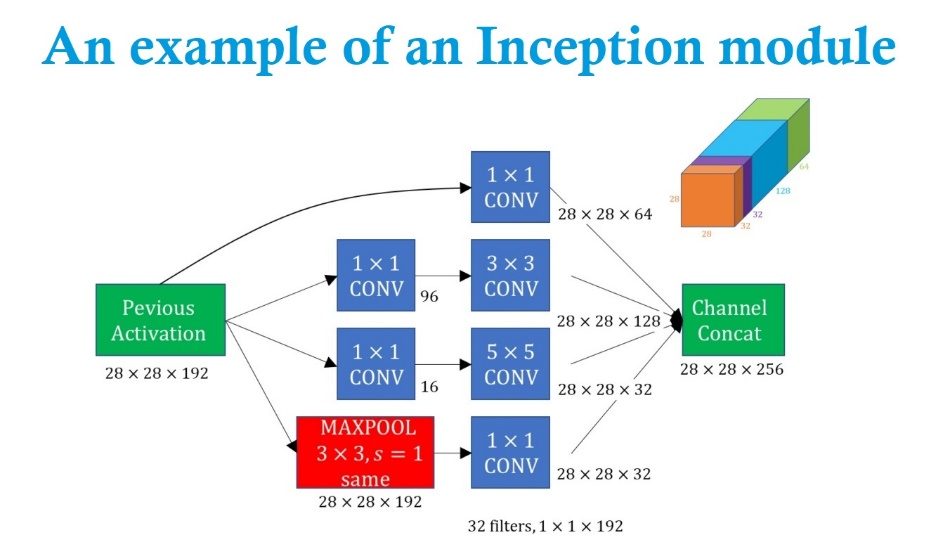 An example of an Inception module
1 × 1
CONV
28 × 28 × 64
64
128
32
32
28
28
1 × 1
CONV
96
3 × 3
CONV
28 × 28 × 128
Pevious
Activation
28 × 28 × 192
Channel
Concat
28 × 28 × 256
1 × 1
CONV
16
5 × 5
CONV
28 × 28 × 32
MAXPOOL
3 × 3, s = 1
same
28 × 28 × 192
1 × 1
CONV
28 × 28 × 32
32 filters, 1 × 1 × 192